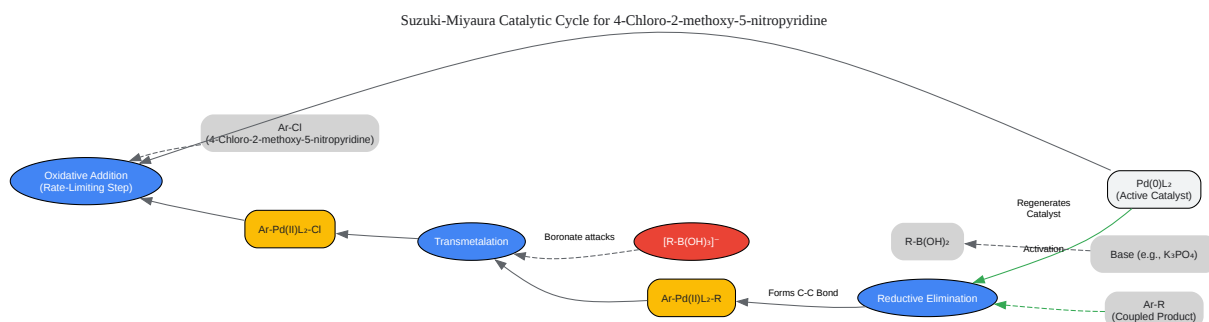 Suzuki-Miyaura Catalytic Cycle for 4-Chloro-2-methoxy-5-nitropyridine
Ar-Cl
(4-Chloro-2-methoxy-5-nitropyridine)
Oxidative Addition
(Rate-Limiting Step)
Pd(0)L₂
(Active Catalyst)
Regenerates
Catalyst
Ar-Pd(II)L₂-Cl
Transmetalation
Boronate attacks
[R-B(OH)₃]⁻
R-B(OH)₂
Activation
Base (e.g., K₃PO₄)
Ar-Pd(II)L₂-R
Forms C-C Bond
Reductive Elimination
Ar-R
(Coupled Product)